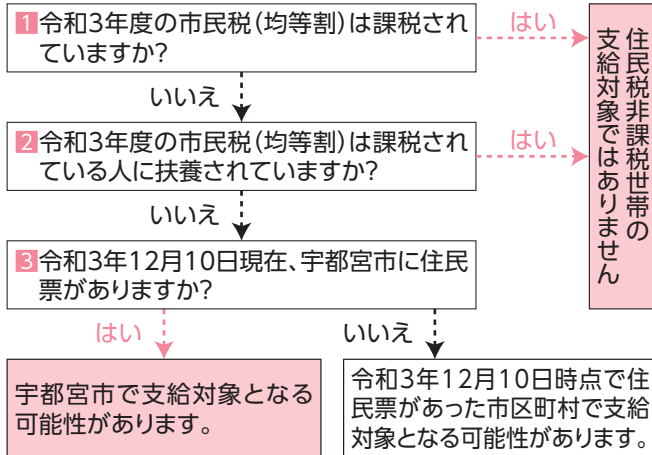 1 令和3年度の市民税(均等割)は課税され
ていますか?
はい
住民税非課税世帯の
支給対象ではありません
いいえ
2 令和3年度の市民税(均等割)は課税され
ている人に扶養されていますか?
はい
いいえ
3 令和3年12月10日現在、宇都宮市に住民
票がありますか?
はい
いいえ
宇都宮市で支給対象となる
可能性があります。
令和3年12月10日時点で住
民票があった市区町村で支給
対象となる可能性があります。